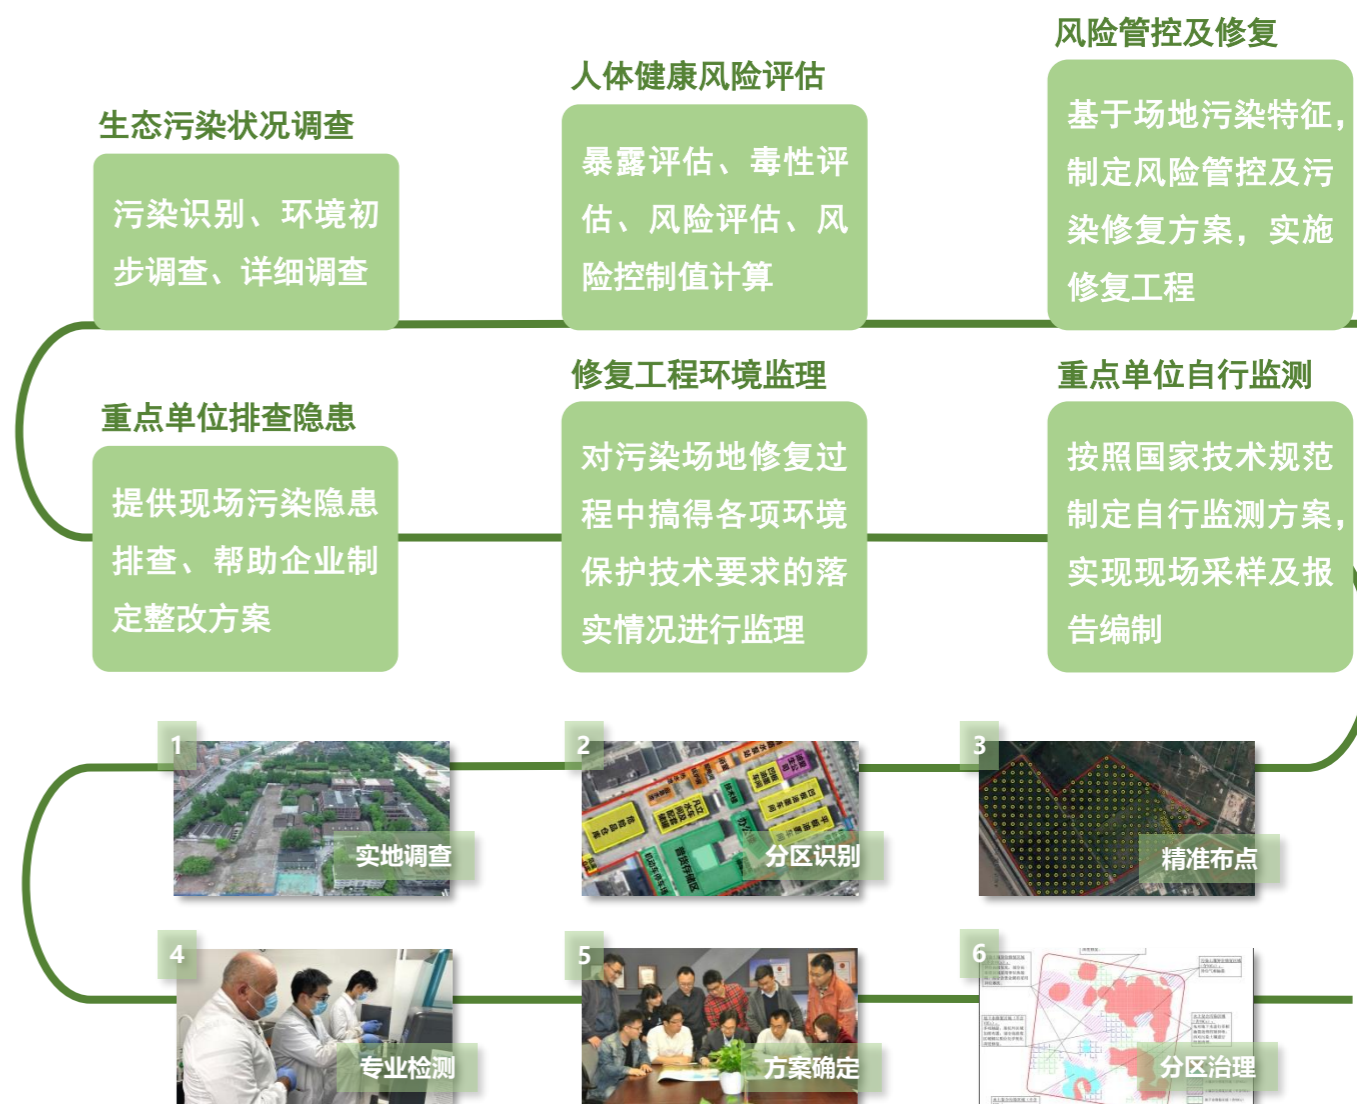 生态污染状况调查
污染识别、环境初
步调查、详细调查
人体健康风险评估
暴露评估、毒性评
估、风险评估、风
险控制值计算
风险管控及修复
基于场地污染特征，
制定风险管控及污
染修复方案，实施
修复工程
重点单位排查隐患
提供现场污染隐患
排查、帮助企业制
定整改方案
修复工程环境监理
对污染场地修复过
程中搞得各项环境
保护技术要求的落
实情况进行监理
重点单位自行监测
按照国家技术规范
制定自行监测方案，
实现现场采样及报
告编制
1
实地调查
2
办公
分区识别
3
精准布点
4
专业检测
5
方案确定
6
分区治理